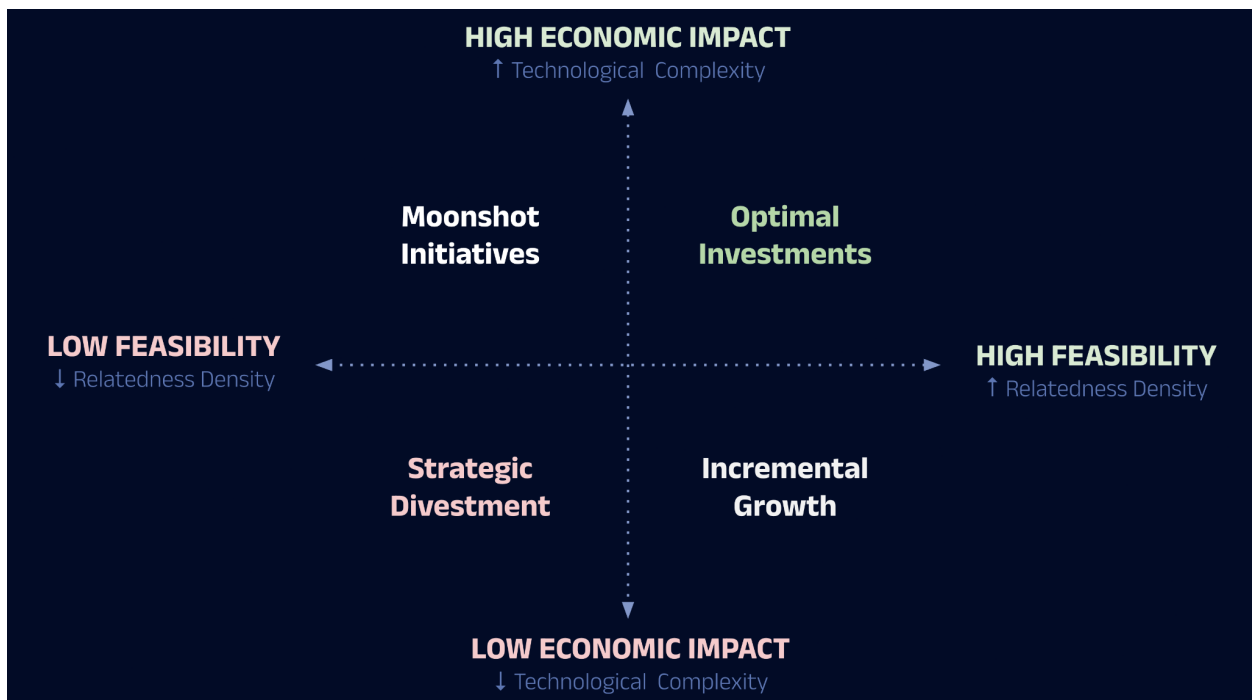 HIGH ECONOMIC IMPACT
↑ Technological Complexity
Moonshot
Initiatives
Optimal
Investments
LOW FEASIBILITY
↓ Relatedness Density
HIGH FEASIBILITY
↑ Relatedness Density
Strategic
Divestment
Incremental
Growth
LOW ECONOMIC IMPACT
↓ Technological Complexity